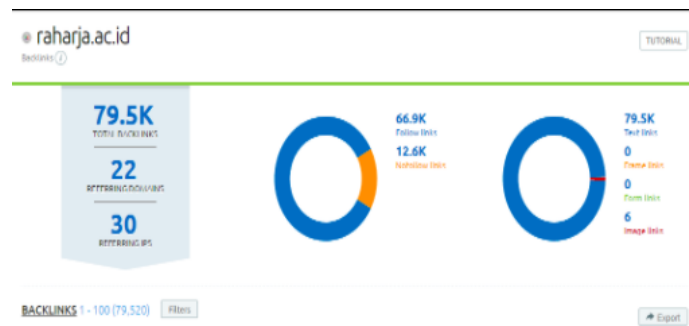 raharja.ac.id
Backlinks i
TUTORIAL
79.5K
TOTAL BACKLINKS
22
REFERRING DOMAINS
30
REFERRING IPS
66.9K
Follow links
12.6K
Nofollow links
79.5K
Text links
0
Frame links
0
Form links
6
Image links
BACKLINKS 1 - 100 (79,520) Filters
Export